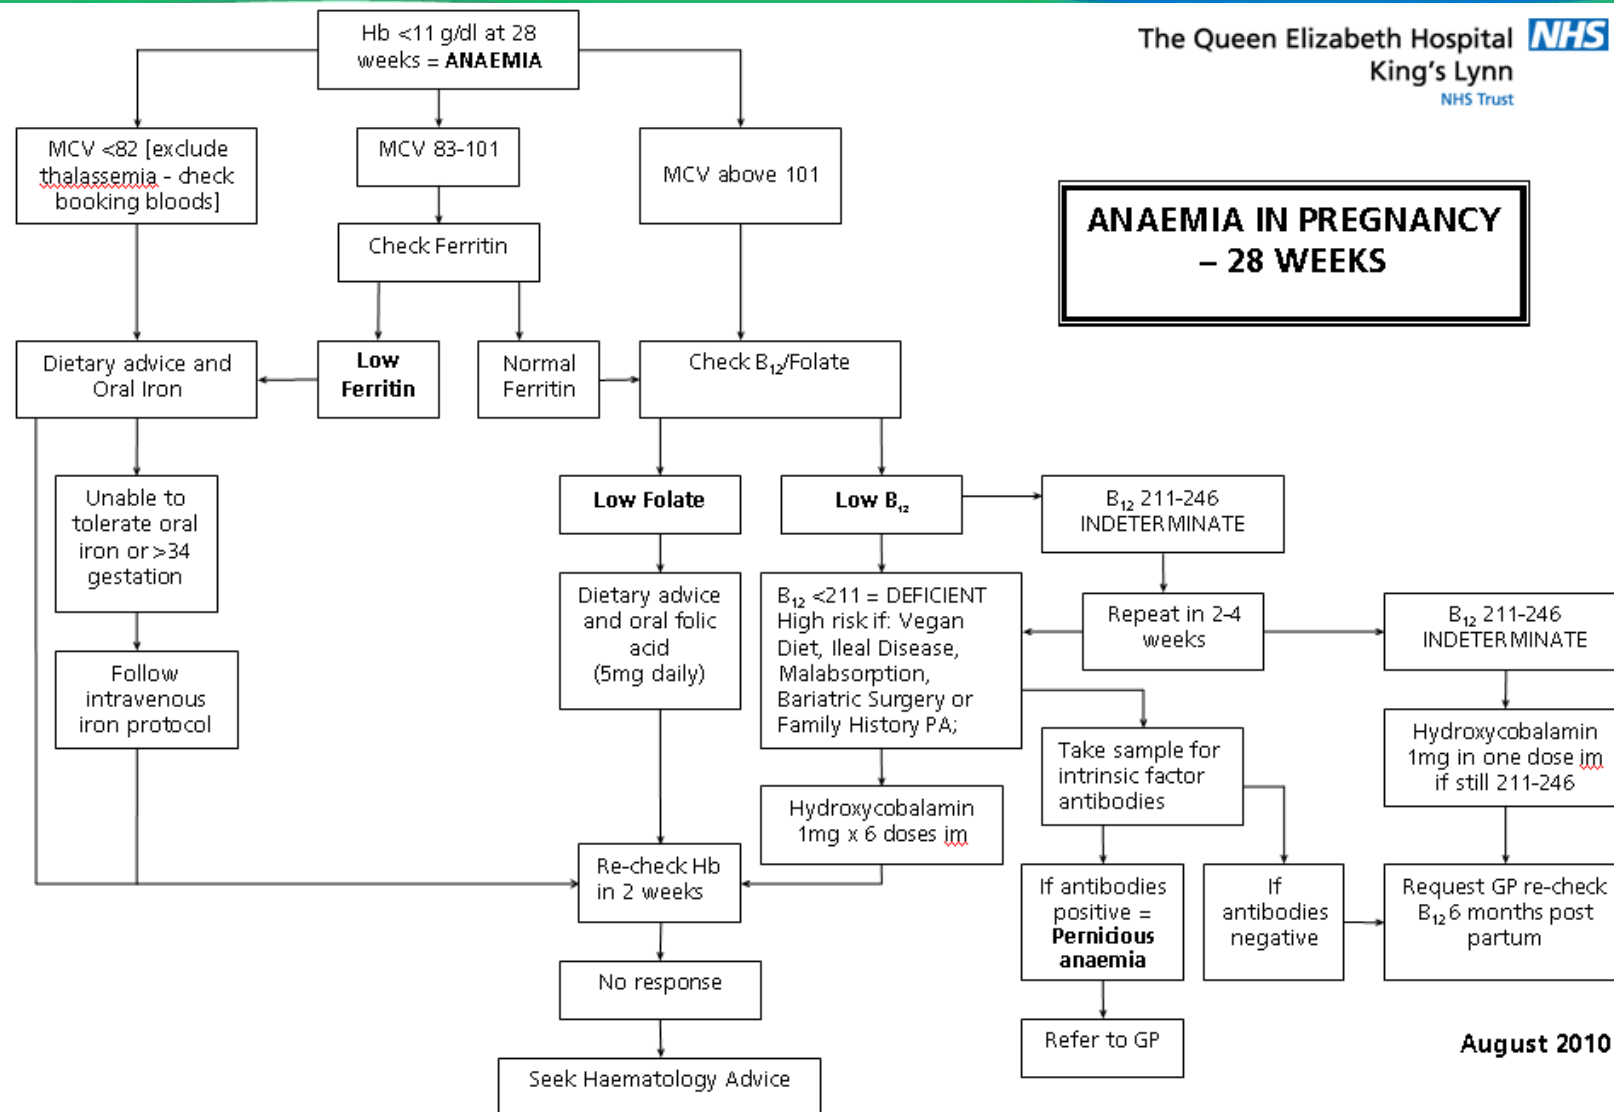 Hb <11 g/dl at 28
weeks = ANAEMIA
The Queen Elizabeth Hospital NHS
King's Lynn
NHS Trust
MCV <82 [exclude
thalassemia - check
booking bloods]
MCV 83-101
MCV above 101
ANAEMIA IN PREGNANCY
– 28 WEEKS
Check Ferritin
Dietary advice and
Oral Iron
Low
Ferritin
Normal
Ferritin
Check B₁₂/Folate
Unable to
tolerate oral
iron or >34
gestation
Low Folate
Low B₁₂
B₁₂ 211-246
INDETERMINATE
Dietary advice
and oral folic
acid
(5mg daily)
B₁₂ <211 = DEFICIENT
High risk if: Vegan
Diet, Ileal Disease,
Malabsorption,
Bariatric Surgery or
Family History PA;
Repeat in 2-4
weeks
B₁₂ 211-246
INDETERMINATE
Follow
intravenous
iron protocol
Take sample for
intrinsic factor
antibodies
Hydroxycobalamin
1mg in one dose im
if still 211-246
Hydroxycobalamin
1mg x 6 doses im
Re-check Hb
in 2 weeks
If antibodies
positive =
Pernicious
anaemia
If
antibodies
negative
Request GP re-check
B₁₂ 6 months post
partum
No response
Refer to GP
Seek Haematology Advice
August 2010